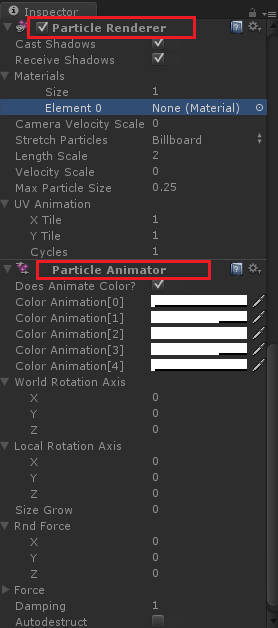 Inspector
Particle Renderer
Cast Shadows
Receive Shadows
Materials
Size 1
Element 0 None (Material)
Camera Velocity Scale 0
Stretch Particles Billboard
Length Scale 2
Velocity Scale 0
Max Particle Size 0.25
UV Animation
X Tile 1
Y Tile 1
Cycles 1
Particle Animator
Does Animate Color?
Color Animation[0]
Color Animation[1]
Color Animation[2]
Color Animation[3]
Color Animation[4]
World Rotation Axis
X 0
Y 0
Z 0
Local Rotation Axis
X 0
Y 0
Z 0
Size Grow 0
Rnd Force
X 0
Y 0
Z 0
Force
Damping 1
Autodestruct